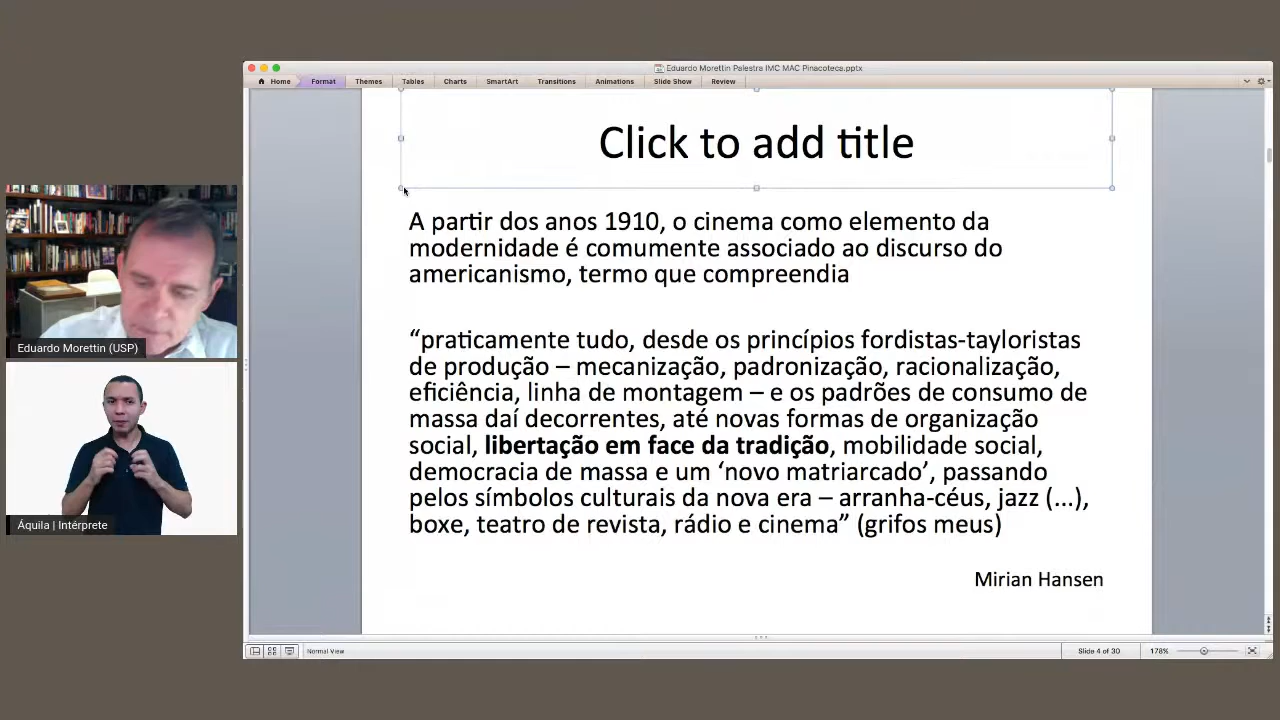 Eduardo Morettin Palestra IMC MAC Pinacoteca.pptx
Home Format Themes Tables Charts SmartArt Transitions Animations Slide Show Review
Click to add title
A partir dos anos 1910, o cinema como elemento da
modernidade é comumente associado ao discurso do
americanismo, termo que compreendia
“praticamente tudo, desde os princípios fordistas-tayloristas
de produção – mecanização, padronização, racionalização,
eficiência, linha de montagem – e os padrões de consumo de
massa daí decorrentes, até novas formas de organização
social, libertação em face da tradição, mobilidade social,
democracia de massa e um ‘novo matriarcado’, passando
pelos símbolos culturais da nova era – arranha-céus, jazz (...),
boxe, teatro de revista, rádio e cinema” (grifos meus)
Mirian Hansen
Eduardo Morettin (USP)
Áquila | Intérprete
Normal View
Slide 4 of 30
178%